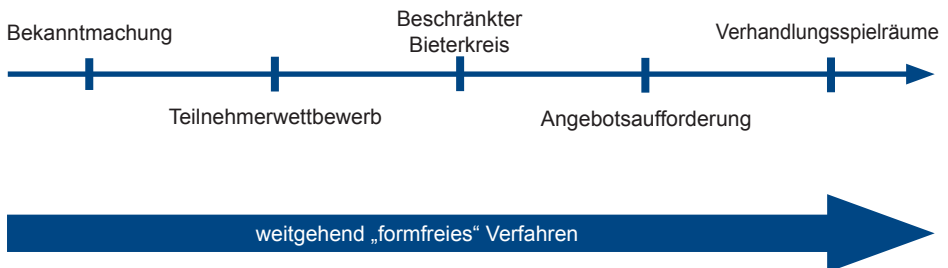 Bekanntmachung
Teilnehmerwettbewerb
Beschränkter
Bieterkreis
Angebotsaufforderung
Verhandlungsspielräume
weitgehend „formfreies“ Verfahren